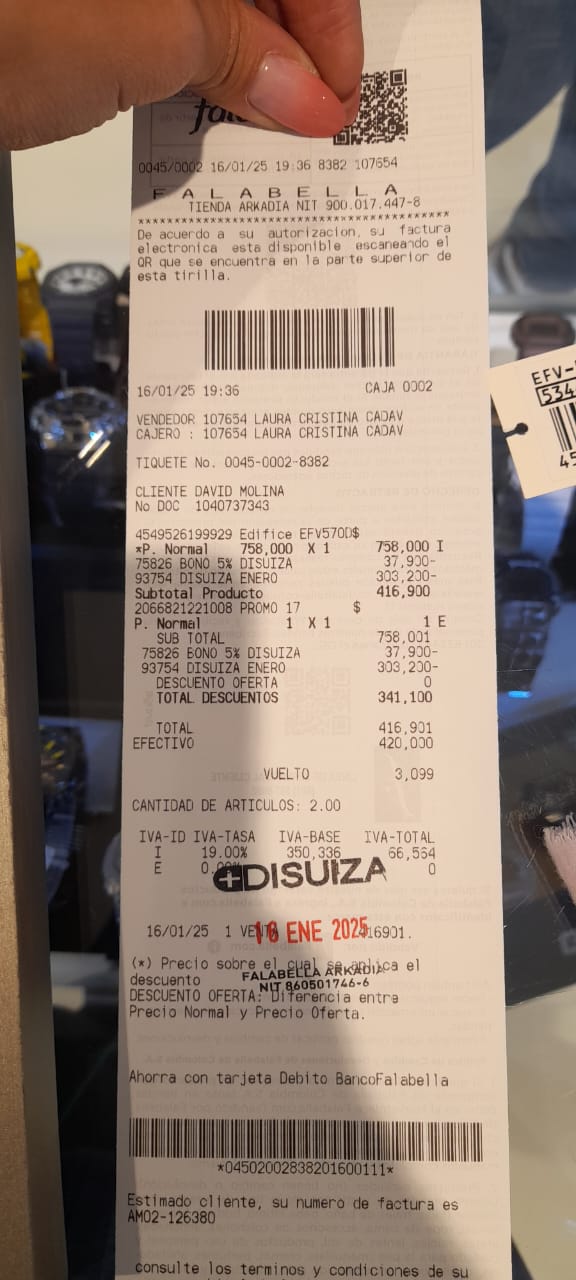 0045/0002 16/01/25 19:36 8382 107654
F A L A B E L L A
TIENDA ARKADIA NIT 900.017.447-8
****************************************************
De acuerdo a su autorizacion, su factura
electronica esta disponible escaneando el
QR que se encuentra en la parte superior de
esta tirilla.
16/01/25 19:36 CAJA 0002
VENDEDOR 107654 LAURA CRISTINA CADAV
CAJERO : 107654 LAURA CRISTINA CADAV
TIQUETE No. 0045-0002-8382
CLIENTE DAVID MOLINA
No DOC 1040737343
4549526199929 Edifice EFV570D$
*P. Normal 758,000 X 1 758,000 I
75826 BONO 5% DISUIZA 37,900-
93754 DISUIZA ENERO 303,200-
Subtotal Producto 416,900
2066821221008 PROMO 17 $
P. Normal 1 X 1 1 E
SUB TOTAL 758,001
75826 BONO 5% DISUIZA 37,900-
93754 DISUIZA ENERO 303,200-
DESCUENTO OFERTA 0
TOTAL DESCUENTOS 341,100
TOTAL 416,901
EFECTIVO 420,000
VUELTO 3,099
CANTIDAD DE ARTICULOS: 2.00
IVA-ID IVA-TASA IVA-BASE IVA-TOTAL
I 19.00% 350,336 66,564
E 0
DISUIZA
16/01/25 1 416901.
16 ENE 2025
(*) Precio sobre el cual se aplica el
descuento
FALABELLA ARKADIA
NIT 860501746-6
DESCUENTO OFERTA: Diferencia entre
Precio Normal y Precio Oferta.
Ahorra con tarjeta Debito BancoFalabella
*04502002838201600111*
Estimado cliente, su numero de factura es
AM02-126380
consulte los terminos y condiciones de su
EFV-
534
45